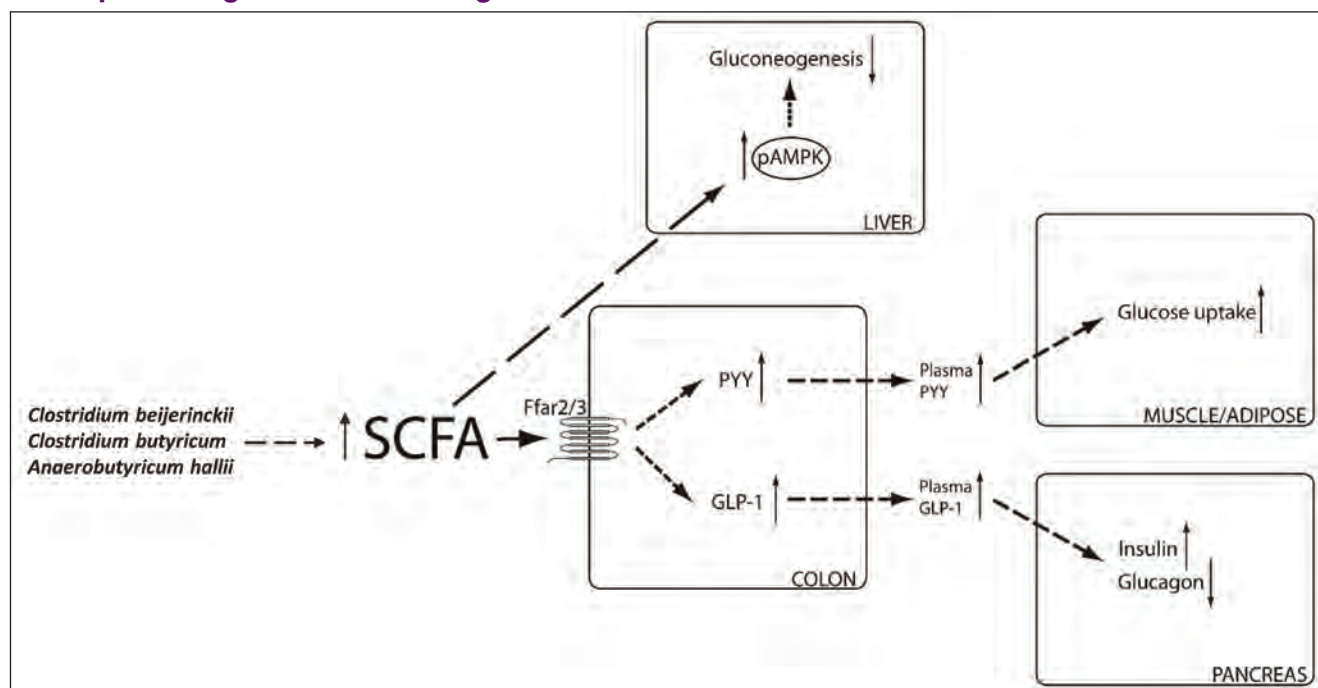 Gluconeogenesis
pAMPK
LIVER
Glucose uptake
MUSCLE/ADIPOSE
Clostridium beijerinckii
Clostridium butyricum
Anaerobutyricum hallii
SCFA
Ffar2/3
PYY
GLP-1
COLON
Plasma
PYY
Plasma
GLP-1
Insulin
Glucagon
PANCREAS